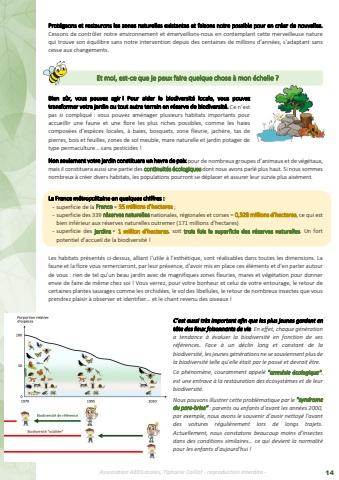 Protégeons et restaurons les zones naturelles existantes et faisons notre possible pour en créer de nouvelles.
Cessons de contrôler notre environnement et émerveillons-nous en contemplant cette merveilleuse nature
qui trouve son équilibre sans notre intervention depuis des centaines de millions d'années, s'adaptant sans
cesse aux changements.
Et moi, est-ce que je peux faire quelque chose à mon échelle ?
Bien sûr, vous pouvez agir ! Pour aider la biodiversité locale, vous pouvez
transformer votre jardin ou tout autre terrain en réserve de biodiversité. Ce n'est
pas si compliqué : vous pouvez aménager plusieurs habitats importants pour
accueillir une faune et une flore les plus riches possibles, comme les haies
composées d'espèces locales, à baies, bosquets, zone fleurie, jachère, tas de
pierres, bois et feuilles, zones de sol meuble, mare naturelle et jardin potager de
type permaculture... sans pesticides !
Non seulement votre jardin constituera un havre de paix pour de nombreux groupes d'animaux et de végétaux,
mais il constituera aussi une partie des continuités écologiques dont nous avons parlé plus haut. Si nous sommes
nombreux à créer divers habitats, les populations pourront se déplacer et assurer leur survie plus aisément.
La France métropolitaine en quelques chiffres :
- superficie de la France = 55 millions d'hectares ;
- superficie des 339 réserves naturelles nationales, régionales et corses = 0,328 millions d'hectares, ce qui est
bien inférieur aux réserves naturelles outremer (171 millions d'hectares)
- superficie des jardins = 1 million d'hectares, soit trois fois la superficie des réserves naturelles. Un fort
potentiel d'accueil de la biodiversité !
Les habitats présentés ci-dessus, alliant l'utile à l'esthétique, sont réalisables dans toutes les dimensions. La
faune et la flore vous remercieront, par leur présence, d'avoir mis en place ces éléments et d'en parler autour
de vous : rien de tel qu'un beau jardin avec de magnifiques zones fleuries, mares et végétation pour donner
envie de faire de même chez soi ! Vous verrez, pour votre bonheur et celui de votre entourage, le retour de
certaines plantes sauvages comme les orchidées, le vol des libellules, le retour de nombreux insectes que vous
prendrez plaisir à observer et identifier... et le chant revenu des oiseaux !
Proportion relative
d'espèces
100
50
0
1970
1995
2020
Biodiversité de référence
Biodiversité "oubliée"
C'est aussi très important afin que les plus jeunes gardent en
tête des lieux foisonnants de vie. En effet, chaque génération
a tendance à évaluer la biodiversité en fonction de ses
références. Face à un déclin long et constant de la
biodiversité, les jeunes générations ne se souviennent plus de
la biodiversité telle qu'elle était par le passé et devrait être.
Ce phénomène, couramment appelé "amnésie écologique",
est une entrave à la restauration des écosystèmes et de leur
biodiversité.
Nous pouvons illustrer cette problématique par le "syndrome
du pare-brise" : parents ou enfants d'avant les années 2000,
par exemple, nous avons le souvenir d'avoir nettoyé l'avant
des voitures régulièrement lors de longs trajets.
Actuellement, nous constatons beaucoup moins d'insectes
dans des conditions similaires... ce qui devient la normalité
pour les enfants d'aujourd'hui !
14